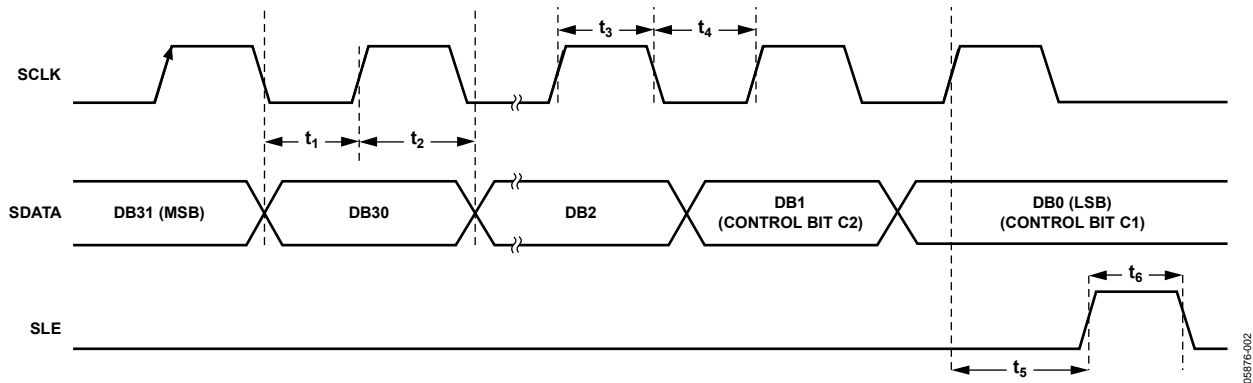 t3
t4
SCLK
t1
t2
SDATA
DB31 (MSB)
DB30
DB2
DB1
(CONTROL BIT C2)
DB0 (LSB)
(CONTROL BIT C1)
t6
SLE
t5
05876-002